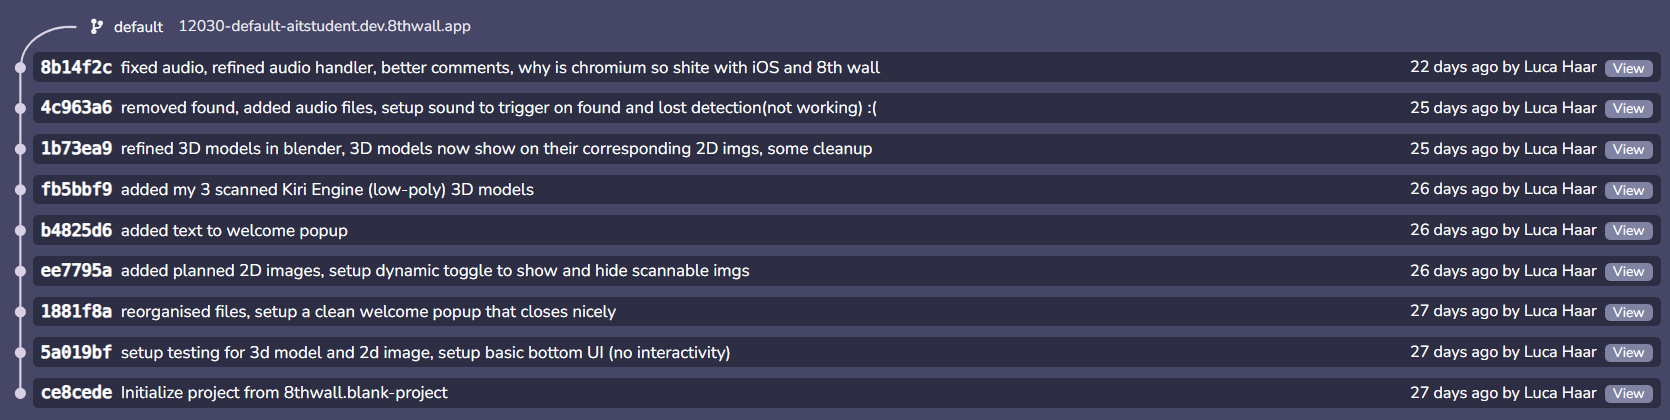 default 12030-default-aitstudent.dev.8thwall.app
8b14f2c fixed audio, refined audio handler, better comments, why is chromium so shite with iOS and 8th wall 22 days ago by Luca Haar View
4c963a6 removed found, added audio files, setup sound to trigger on found and lost detection(not working) :( 25 days ago by Luca Haar View
1b73ea9 refined 3D models in blender, 3D models now show on their corresponding 2D imgs, some cleanup 25 days ago by Luca Haar View
fb5bbf9 added my 3 scanned Kiri Engine (low-poly) 3D models 26 days ago by Luca Haar View
b4825d6 added text to welcome popup 26 days ago by Luca Haar View
ee7795a added planned 2D images, setup dynamic toggle to show and hide scannable imgs 26 days ago by Luca Haar View
1881f8a reorganised files, setup a clean welcome popup that closes nicely 27 days ago by Luca Haar View
5a019bf setup testing for 3d model and 2d image, setup basic bottom UI (no interactivity) 27 days ago by Luca Haar View
ce8cede Initialize project from 8thwall.blank-project 27 days ago by Luca Haar View